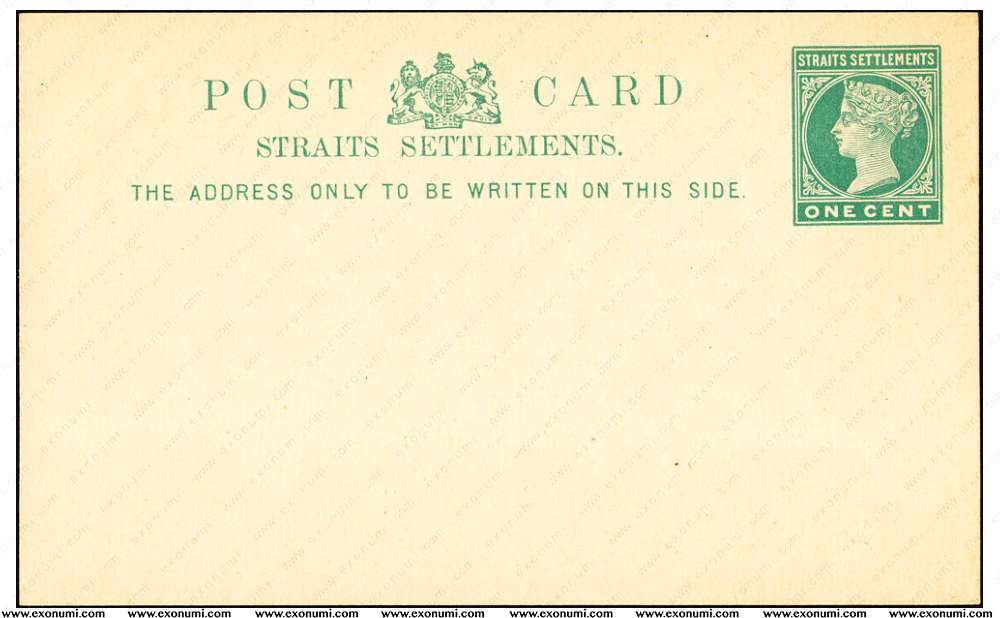 POST CARD
STRAITS SETTLEMENTS.
THE ADDRESS ONLY TO BE WRITTEN ON THIS SIDE.
STRAITS SETTLEMENTS
ONE CENT
www.exonumi.com www.exonumi.com www.exonumi.com www.exonumi.com www.exonumi.com www.exonumi.com www.exonumi.com www.exonumi.com